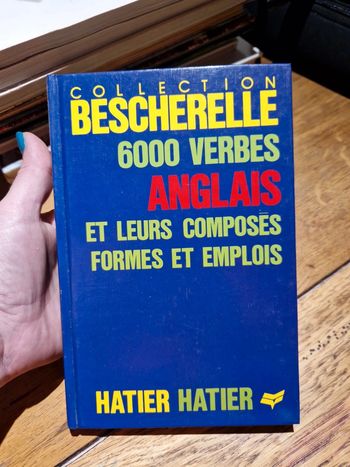 COLLECTION
BESCHERELLE
6000 VERBES
ANGLAIS
ET LEURS COMPOSÉS
FORMES ET EMPLOIS
HATIER HATIER